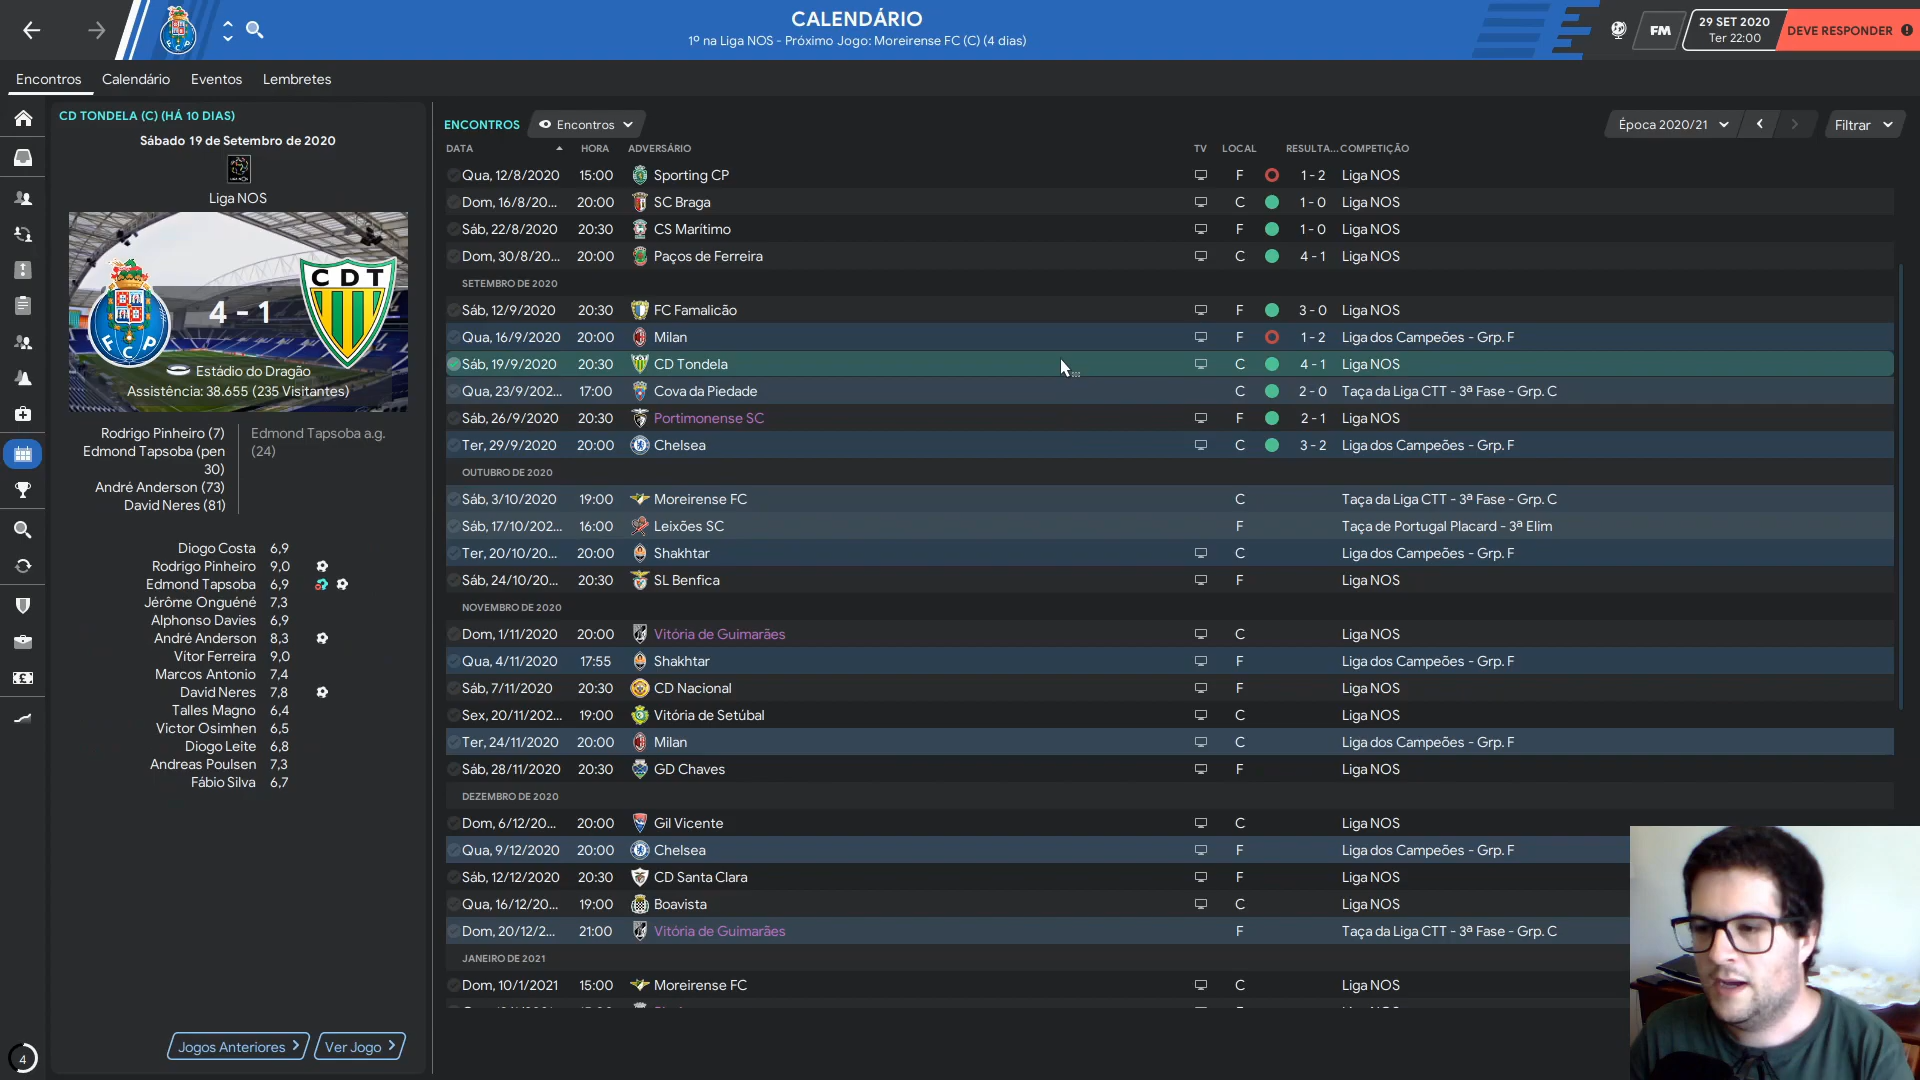 CALENDÁRIO
1º na Liga NOS - Próximo Jogo: Moreirense FC (C) (4 dias)
FM
29 SET 2020
Ter 22:00
DEVE RESPONDER
Encontros Calendário Eventos Lembretes
CD TONDELA (C) (HÁ 10 DIAS)
Sábado 19 de Setembro de 2020
Liga NOS
FCP
4 - 1
CDT
Estádio do Dragão
Assistência: 38.655 (235 Visitantes)
Rodrigo Pinheiro (7)
Edmond Tapsoba (pen
30)
André Anderson (73)
David Neres (81)
Edmond Tapsoba a.g.
(24)
Diogo Costa 6,9
Rodrigo Pinheiro 9,0
Edmond Tapsoba 6,9
Jérôme Onguéné 7,3
Alphonso Davies 6,9
André Anderson 8,3
Vítor Ferreira 9,0
Marcos Antonio 7,4
David Neres 7,8
Talles Magno 6,4
Victor Osimhen 6,5
Diogo Leite 6,8
Andreas Poulsen 7,3
Fábio Silva 6,7
Jogos Anteriores
Ver Jogo
4
ENCONTROS Encontros Época 2020/21 Filtrar
DATA HORA ADVERSÁRIO TV LOCAL RESULTA... COMPETIÇÃO
Qua, 12/8/2020 15:00 Sporting CP F 1 - 2 Liga NOS
Dom, 16/8/20... 20:00 SC Braga C 1 - 0 Liga NOS
Sáb, 22/8/2020 20:30 CS Marítimo F 1 - 0 Liga NOS
Dom, 30/8/20... 20:00 Paços de Ferreira C 4 - 1 Liga NOS
SETEMBRO DE 2020
Sáb, 12/9/2020 20:30 FC Famalicão F 3 - 0 Liga NOS
Qua, 16/9/2020 20:00 Milan F 1 - 2 Liga dos Campeões - Grp. F
Sáb, 19/9/2020 20:30 CD Tondela C 4 - 1 Liga NOS
Qua, 23/9/202... 17:00 Cova da Piedade C 2 - 0 Taça da Liga CTT - 3ª Fase - Grp. C
Sáb, 26/9/2020 20:30 Portimonense SC F 2 - 1 Liga NOS
Ter, 29/9/2020 20:00 Chelsea C 3 - 2 Liga dos Campeões - Grp. F
OUTUBRO DE 2020
Sáb, 3/10/2020 19:00 Moreirense FC C Taça da Liga CTT - 3ª Fase - Grp. C
Sáb, 17/10/202... 16:00 Leixões SC F Taça de Portugal Placard - 3ª Elim
Ter, 20/10/20... 20:00 Shakhtar C Liga dos Campeões - Grp. F
Sáb, 24/10/20... 20:30 SL Benfica F Liga NOS
NOVEMBRO DE 2020
Dom, 1/11/2020 20:00 Vitória de Guimarães C Liga NOS
Qua, 4/11/2020 17:55 Shakhtar F Liga dos Campeões - Grp. F
Sáb, 7/11/2020 20:30 CD Nacional F Liga NOS
Sex, 20/11/202... 19:00 Vitória de Setúbal C Liga NOS
Ter, 24/11/2020 20:00 Milan C Liga dos Campeões - Grp. F
Sáb, 28/11/2020 20:30 GD Chaves F Liga NOS
DEZEMBRO DE 2020
Dom, 6/12/20... 20:00 Gil Vicente C Liga NOS
Qua, 9/12/2020 20:00 Chelsea F Liga dos Campeões - Grp. F
Sáb, 12/12/2020 20:30 CD Santa Clara F Liga NOS
Qua, 16/12/20... 19:00 Boavista C Liga NOS
Dom, 20/12/2... 21:00 Vitória de Guimarães F Taça da Liga CTT - 3ª Fase - Grp. C
JANEIRO DE 2021
Dom, 10/1/2021 15:00 Moreirense FC C Liga NOS